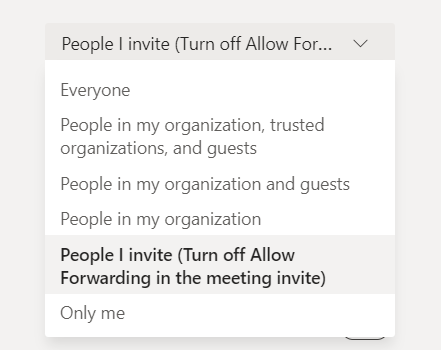 People I invite (Turn off Allow For...
Everyone
People in my organization, trusted
organizations, and guests
People in my organization and guests
People in my organization
People I invite (Turn off Allow
Forwarding in the meeting invite)
Only me